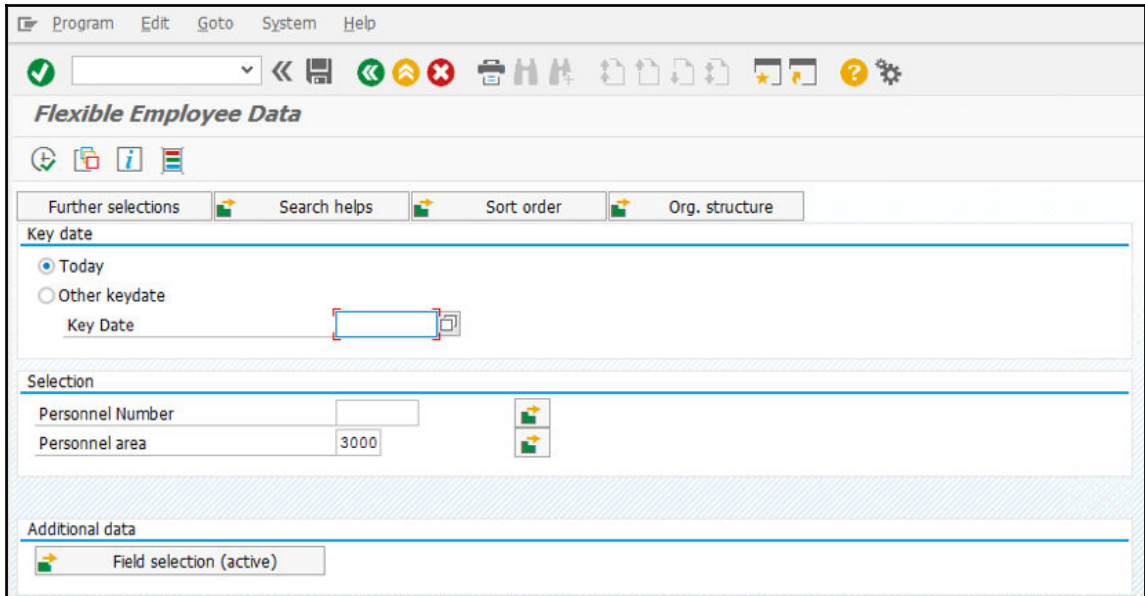 Program Edit Goto System Help
Flexible Employee Data
i
Further selections Search helps Sort order Org. structure
Key date
Today
Other keydate
Key Date
Selection
Personnel Number
Personnel area 3000
Additional data
Field selection (active)